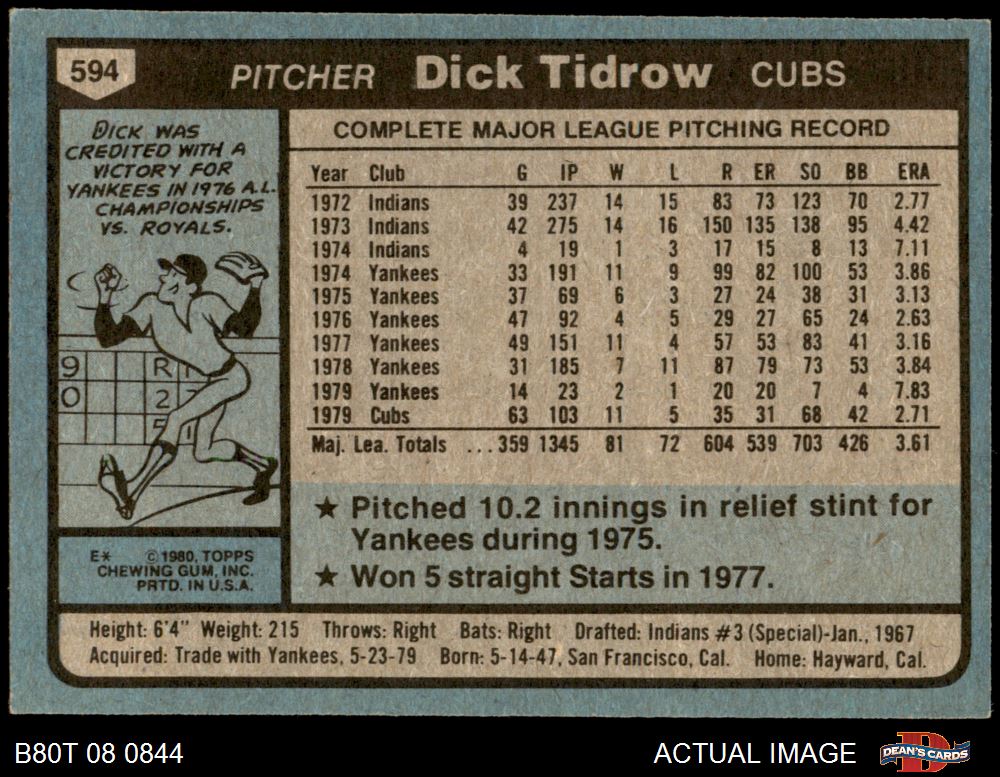 594 PITCHER Dick Tidrow CUBS
DICK WAS
CREDITED WITH A
VICTORY FOR
YANKEES IN 1976 A.L.
CHAMPIONSHIPS
VS. ROYALS.
9 R
0 2
E* © 1980, TOPPS
CHEWING GUM, INC.
PRTD. IN U.S.A.
COMPLETE MAJOR LEAGUE PITCHING RECORD
Year Club G IP W L R ER SO BB ERA
1972 Indians 39 237 14 15 83 73 123 70 2.77
1973 Indians 42 275 14 16 150 135 138 95 4.42
1974 Indians 4 19 1 3 17 15 8 13 7.11
1974 Yankees 33 191 11 9 99 82 100 53 3.86
1975 Yankees 37 69 6 3 27 24 38 31 3.13
1976 Yankees 47 92 4 5 29 27 65 24 2.63
1977 Yankees 49 151 11 4 57 53 83 41 3.16
1978 Yankees 31 185 7 11 87 79 73 53 3.84
1979 Yankees 14 23 2 1 20 20 7 4 7.83
1979 Cubs 63 103 11 5 35 31 68 42 2.71
Maj. Lea. Totals ...359 1345 81 72 604 539 703 426 3.61
★ Pitched 10.2 innings in relief stint for
Yankees during 1975.
★ Won 5 straight Starts in 1977.
Height: 6'4" Weight: 215 Throws: Right Bats: Right Drafted: Indians #3 (Special)-Jan., 1967
Acquired: Trade with Yankees, 5-23-79 Born: 5-14-47, San Francisco, Cal. Home: Hayward, Cal.
B80T 08 0844 ACTUAL IMAGE DEAN'S CARDS